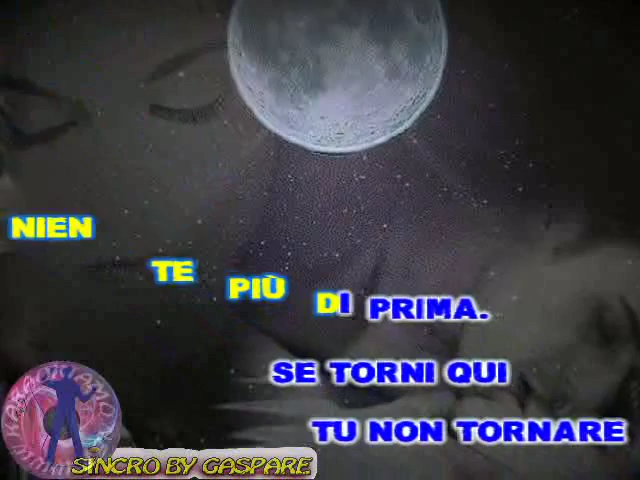 NIEN TE PIÙ DI PRIMA.
SE TORNI QUI
TU NON TORNARE
SINCRO BY GASPARE